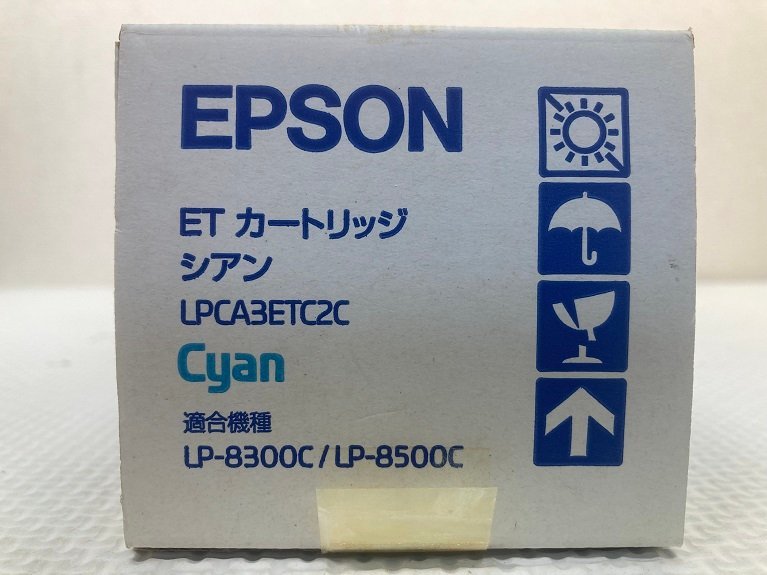 EPSON
ET カートリッジ
シアン
LPCA3ETC2C
Cyan
適合機種
LP-8300C/LP-8500C